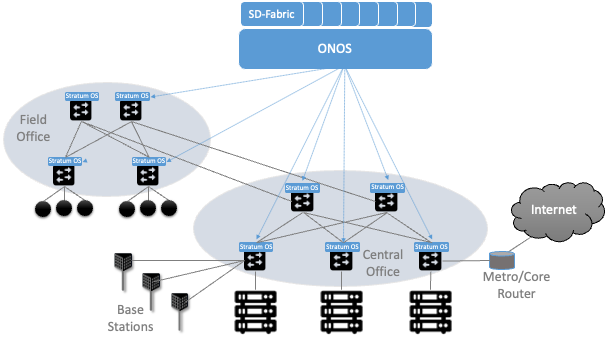 SD-Fabric
ONOS
Stratum OS
Stratum OS
Field
Office
Stratum OS
Stratum OS
Stratum OS
Stratum OS
Internet
Stratum OS
Stratum OS
Stratum OS
Central
Office
Metro/Core
Router
Base
Stations